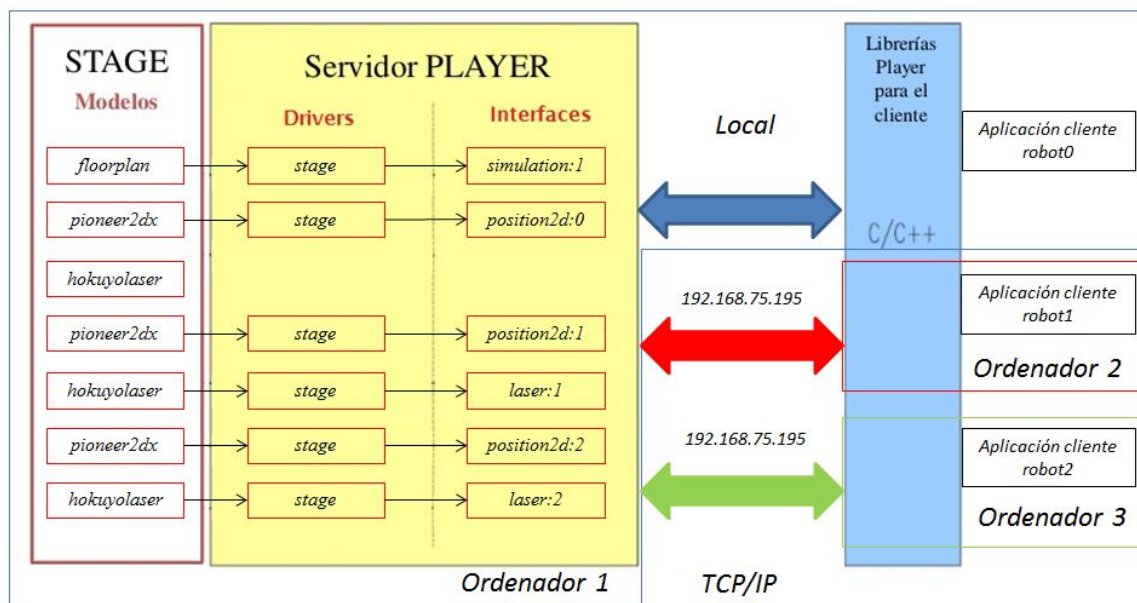 STAGE
Modelos
floorplan
pioneer2dx
hokuyolaser
pioneer2dx
hokuyolaser
pioneer2dx
hokuyolaser
Servidor PLAYER
Drivers
Interfaces
stage
simulation:1
stage
position2d:0
stage
position2d:1
stage
laser:1
stage
position2d:2
stage
laser:2
Ordenador 1
Local
192.168.75.195
192.168.75.195
TCP/IP
Librerías
Player
para el
cliente
C/C++
Aplicación cliente
robot0
Aplicación cliente
robot1
Ordenador 2
Aplicación cliente
robot2
Ordenador 3